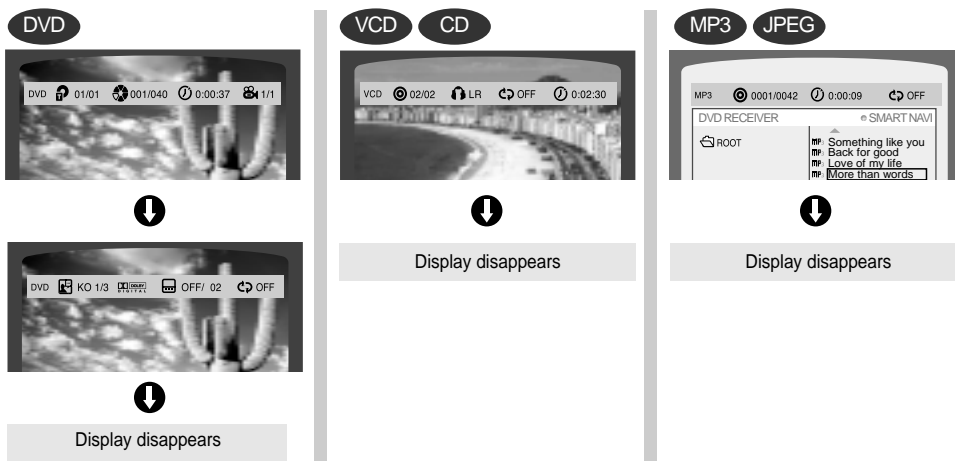 DVD
DVD 01/01 001/040 0:00:37 1/1
DVD KO 1/3 DOLBY DIGITAL OFF/ 02 OFF
Display disappears
VCD CD
VCD 02/02 LR OFF 0:02:30
Display disappears
MP3 JPEG
MP3 0001/0042 0:00:09 OFF
DVD RECEIVER SMART NAVI
ROOT
Something like you
Back for good
Love of my life
More than words
Display disappears